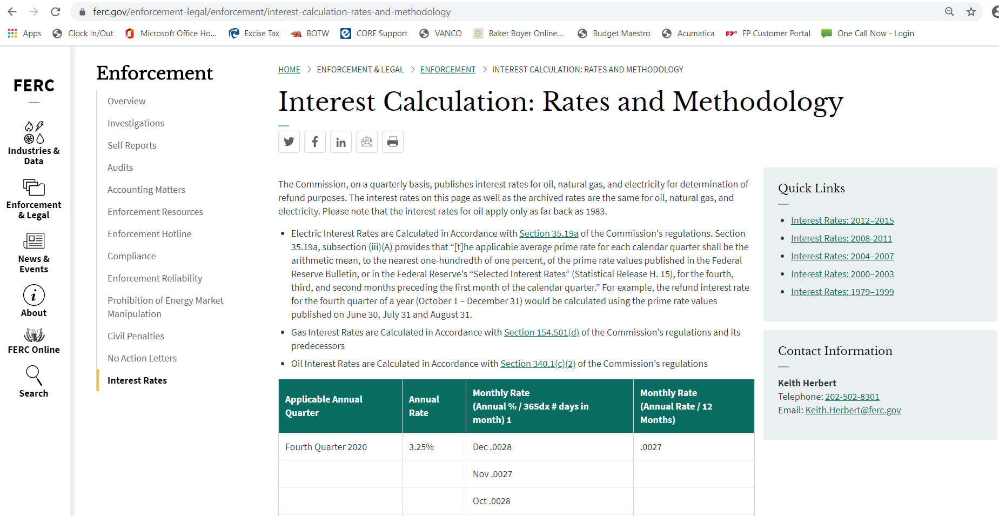 ferc.gov/enforcement-legal/enforcement/interest-calculation-rates-and-methodology
Apps Clock In/Out Microsoft Office Ho... Excise Tax BOTW CORE Support VANCO Baker Boyer Online... Budget Maestro Acumatica FP Customer Portal One Call Now - Login
FERC
Industries &
Data
Enforcement
& Legal
News &
Events
About
FERC Online
Search
Enforcement
Overview
Investigations
Self Reports
Audits
Accounting Matters
Enforcement Resources
Enforcement Hotline
Compliance
Enforcement Reliability
Prohibition of Energy Market
Manipulation
Civil Penalties
No Action Letters
Interest Rates
HOME > ENFORCEMENT & LEGAL > ENFORCEMENT > INTEREST CALCULATION: RATES AND METHODOLOGY
Interest Calculation: Rates and Methodology
The Commission, on a quarterly basis, publishes interest rates for oil, natural gas, and electricity for determination of
refund purposes. The interest rates on this page as well as the archived rates are the same for oil, natural gas, and
electricity. Please note that the interest rates for oil apply only as far back as 1983.
• Electric Interest Rates are Calculated in Accordance with Section 35.19a of the Commission's regulations. Section
35.19a, subsection (iii)(A) provides that “[t]he applicable average prime rate for each calendar quarter shall be the
arithmetic mean, to the nearest one-hundredth of one percent, of the prime rate values published in the Federal
Reserve Bulletin, or in the Federal Reserve's “Selected Interest Rates” (Statistical Release H. 15), for the fourth,
third, and second months preceding the first month of the calendar quarter.” For example, the refund interest rate
for the fourth quarter of a year (October 1 – December 31) would be calculated using the prime rate values
published on June 30, July 31 and August 31.
• Gas Interest Rates are Calculated in Accordance with Section 154.501(d) of the Commission's regulations and its
predecessors
• Oil Interest Rates are Calculated in Accordance with Section 340.1(c)(2) of the Commission's regulations
Applicable Annual
Quarter
Annual
Rate
Monthly Rate
(Annual % / 365dx # days in
month) 1
Monthly Rate
(Annual Rate / 12
Months)
Fourth Quarter 2020 3.25% Dec .0028 .0027
Nov .0027
Oct .0028
Quick Links
• Interest Rates: 2012–2015
• Interest Rates: 2008-2011
• Interest Rates: 2004–2007
• Interest Rates: 2000–2003
• Interest Rates: 1979–1999
Contact Information
Keith Herbert
Telephone: 202-502-8301
Email: Keith.Herbert@ferc.gov